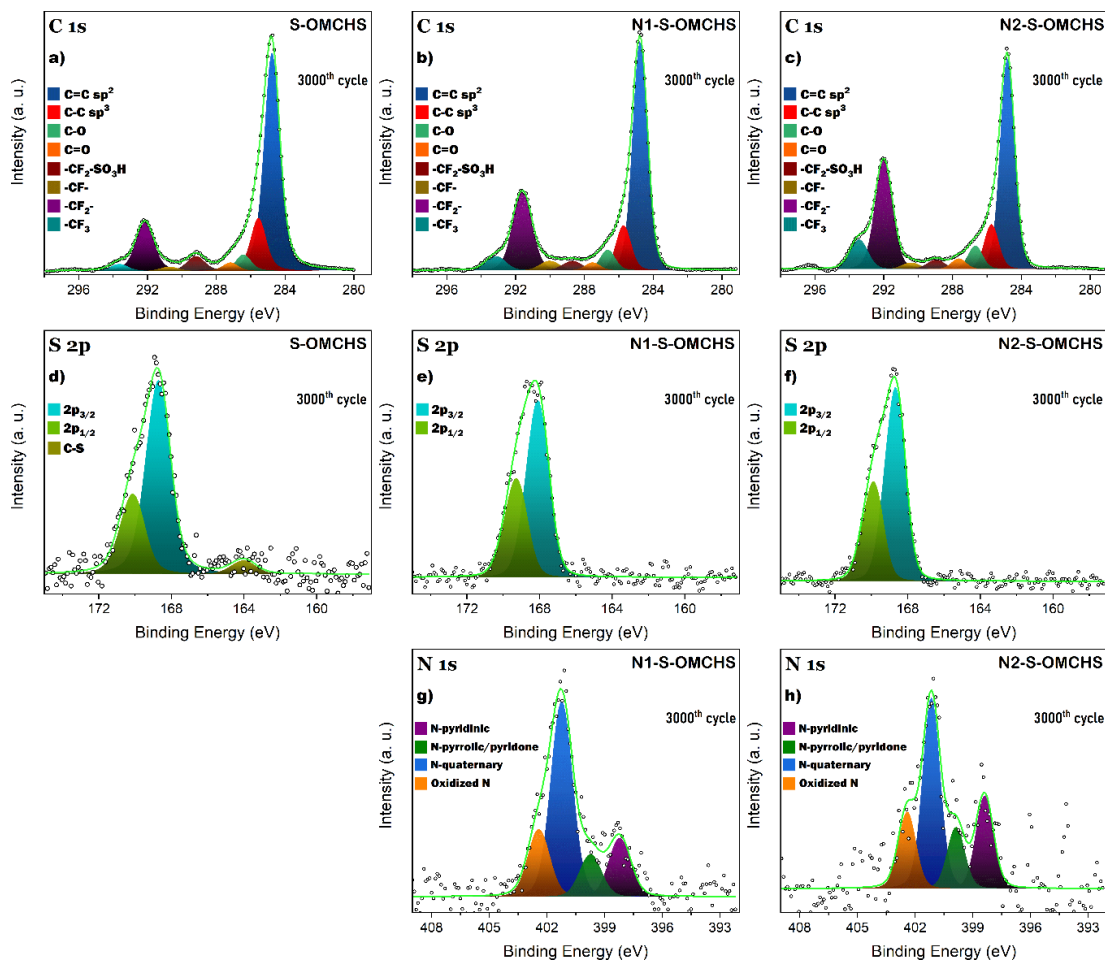 C 1s
S-OMCHS
a)
3000th cycle
C=C sp2
C-C sp3
C-O
C=O
-CF2-SO3H
-CF-
-CF2-
-CF3
Intensity (a. u.)
296 292 288 284 280
Binding Energy (eV)
C 1s
N1-S-OMCHS
b)
3000th cycle
C=C sp2
C-C sp3
C-O
C=O
-CF2-SO3H
-CF-
-CF2-
-CF3
Intensity (a. u.)
296 292 288 284 280
Binding Energy (eV)
C 1s
N2-S-OMCHS
c)
3000th cycle
C=C sp2
C-C sp3
C-O
C=O
-CF2-SO3H
-CF-
-CF2-
-CF3
Intensity (a. u.)
296 292 288 284 280
Binding Energy (eV)
S 2p
S-OMCHS
d)
3000th cycle
2p3/2
2p1/2
C-S
Intensity (a. u.)
172 168 164 160
Binding Energy (eV)
S 2p
N1-S-OMCHS
e)
3000th cycle
2p3/2
2p1/2
Intensity (a. u.)
172 168 164 160
Binding Energy (eV)
S 2p
N2-S-OMCHS
f)
3000th cycle
2p3/2
2p1/2
Intensity (a. u.)
172 168 164 160
Binding Energy (eV)
N 1s
N1-S-OMCHS
g)
3000th cycle
N-pyridinic
N-pyrrolic/pyridone
N-quaternary
Oxidized N
Intensity (a. u.)
408 405 402 399 396 393
Binding Energy (eV)
N 1s
N2-S-OMCHS
h)
3000th cycle
N-pyridinic
N-pyrrolic/pyridone
N-quaternary
Oxidized N
Intensity (a. u.)
408 405 402 399 396 393
Binding Energy (eV)